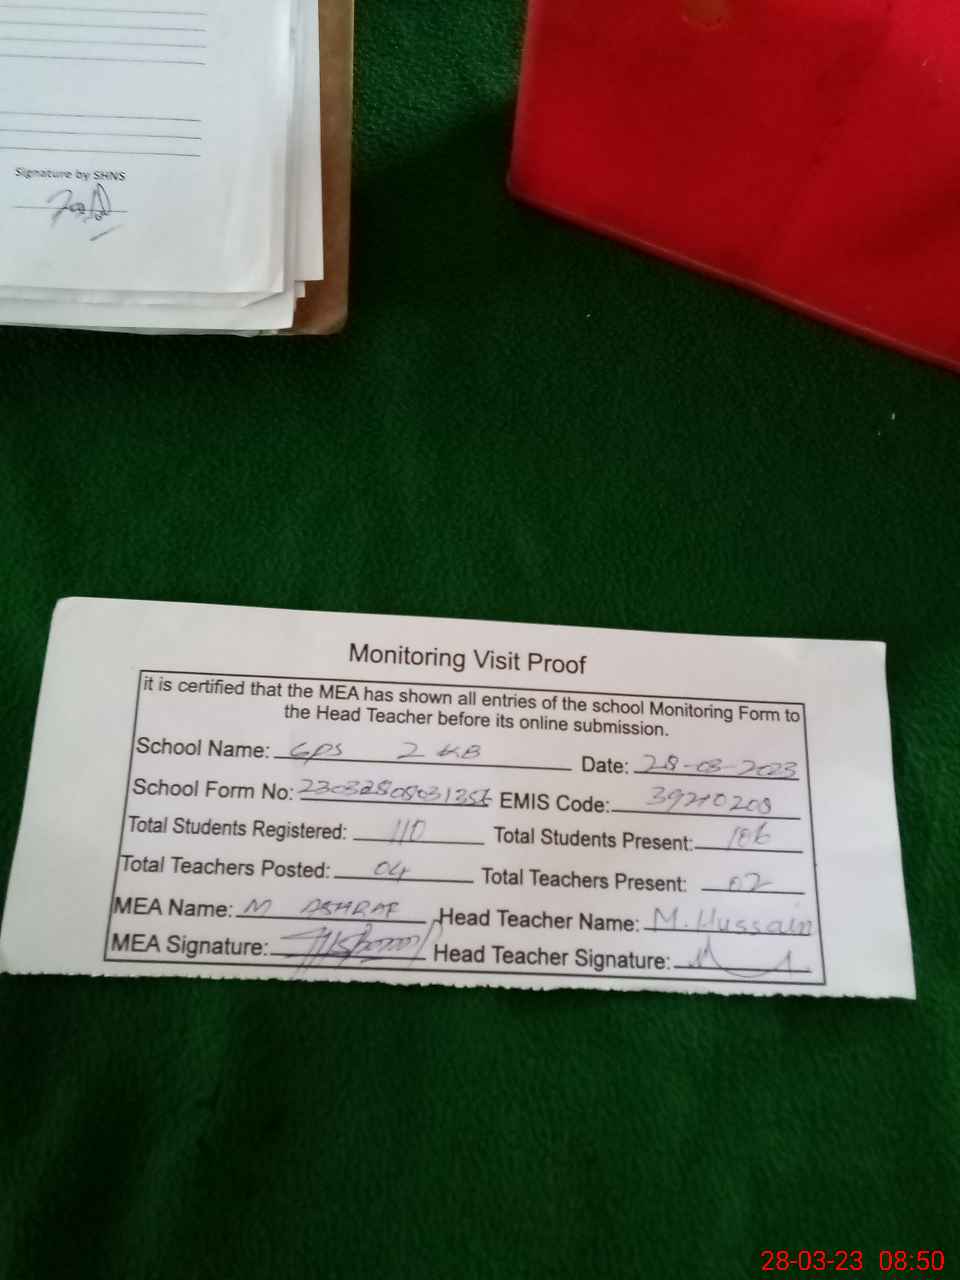 Signature by SHNS
Monitoring Visit Proof
it is certified that the MEA has shown all entries of the school Monitoring Form to
the Head Teacher before its online submission.
School Name: GPS 2 KB Date: 28-03-2023
School Form No: EMIS Code: 39210208
Total Students Registered: 110 Total Students Present: 106
Total Teachers Posted: 04 Total Teachers Present: 02
MEA Name: M ASHRAF Head Teacher Name: M. Hussain
MEA Signature: Head Teacher Signature:
28-03-23 08:50